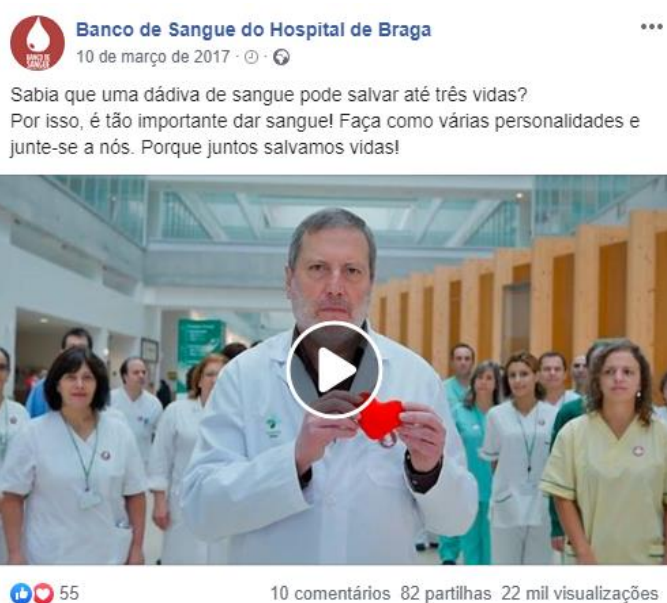 Banco de Sangue do Hospital de Braga
10 de março de 2017
Sabia que uma dádiva de sangue pode salvar até três vidas?
Por isso, é tão importante dar sangue! Faça como várias personalidades e
junte-se a nós. Porque juntos salvamos vidas!
55
10 comentários 82 partilhas 22 mil visualizações